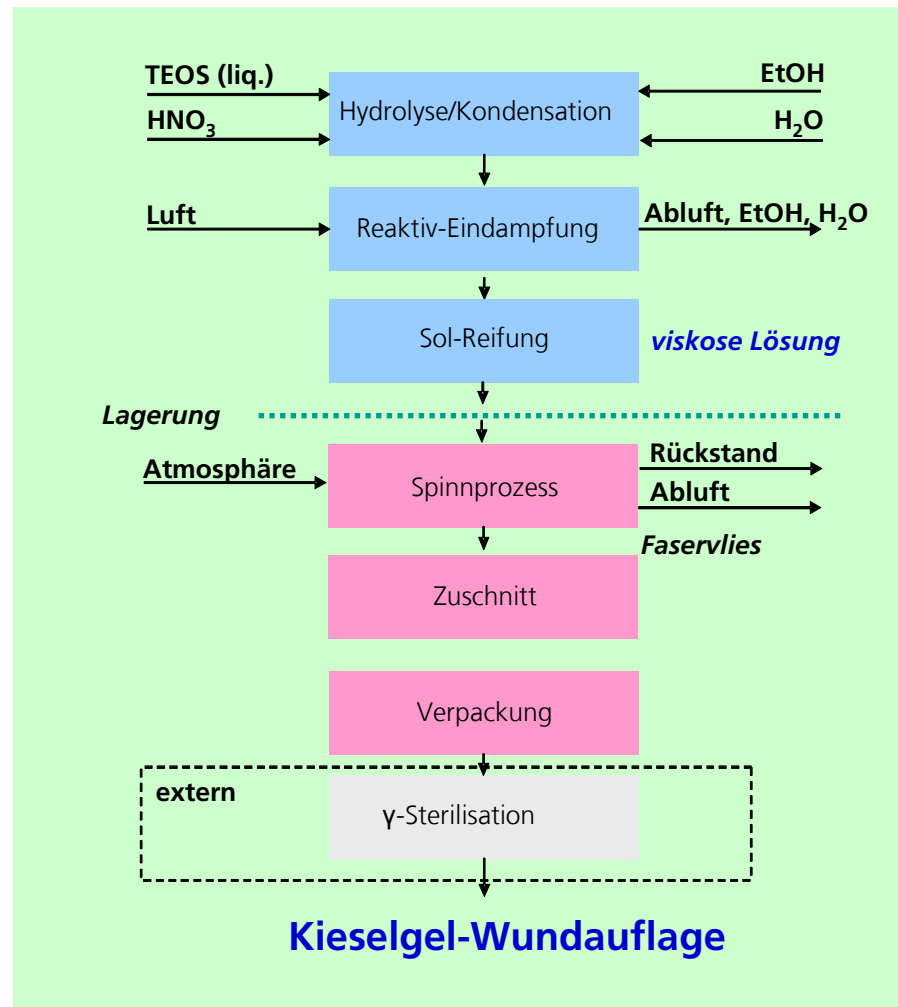 TEOS (liq.)
EtOH
Hydrolyse/Kondensation
HNO₃
H₂O
Luft
Reaktiv-Eindampfung
Abluft, EtOH, H₂O
Sol-Reifung
viskose Lösung
Lagerung
Atmosphäre
Spinnprozess
Rückstand
Abluft
Faservlies
Zuschnitt
Verpackung
extern
γ-Sterilisation
Kieselgel-Wundauflage